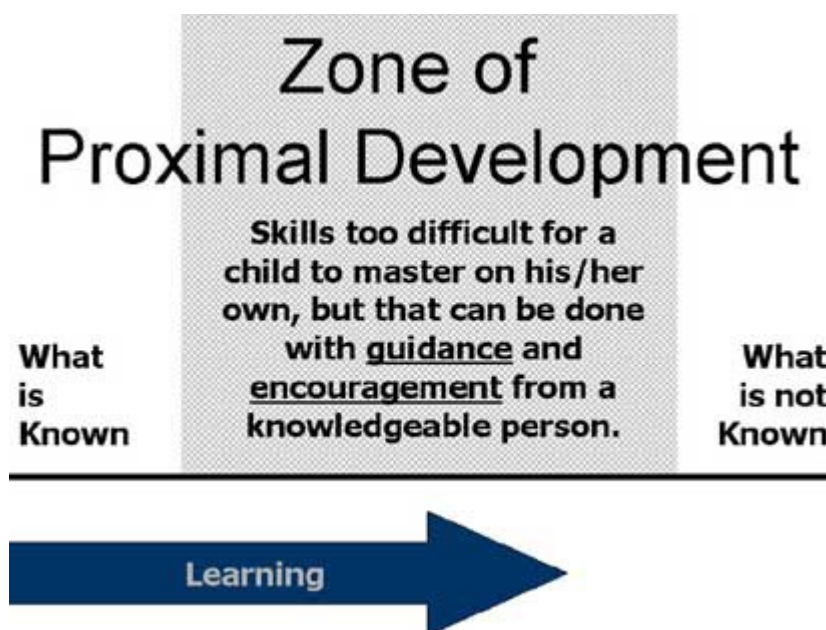 Zone of
Proximal Development
Skills too difficult for a
child to master on his/her
own, but that can be done
with guidance and
encouragement from a
knowledgeable person.
What
is
Known
What
is not
Known
Learning